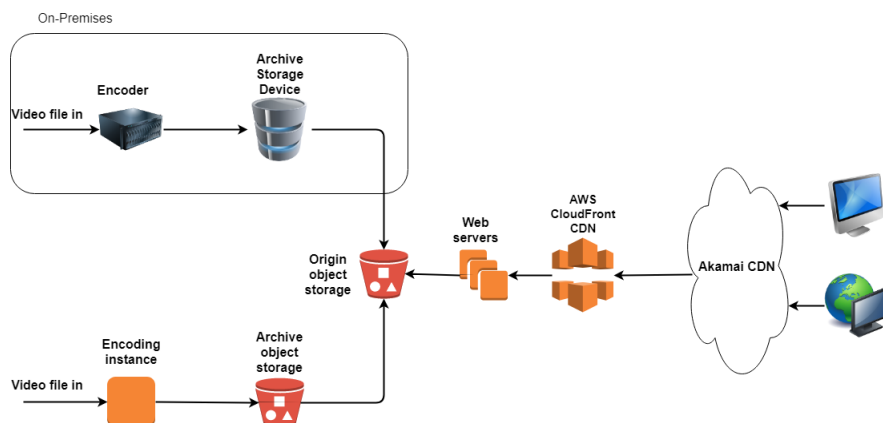 On-Premises
Archive
Storage
Device
Encoder
Video file in
AWS
CloudFront
CDN
Web
servers
Origin
object
storage
Akamai CDN
Encoding
instance
Archive
object
storage
Video file in